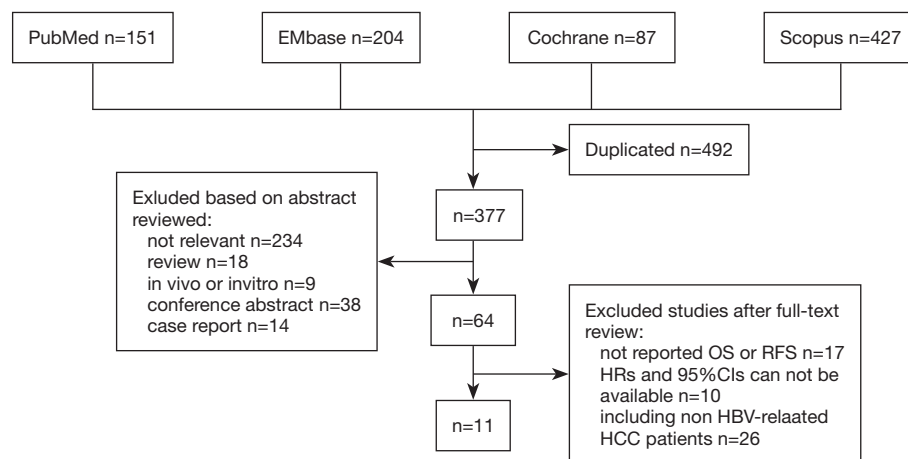 PubMed n=151
EMbase n=204
Cochrane n=87
Scopus n=427
Duplicated n=492
n=377
Exluded based on abstract
reviewed:
not relevant n=234
review n=18
in vivo or invitro n=9
conference abstract n=38
case report n=14
n=64
Excluded studies after full-text
review:
not reported OS or RFS n=17
HRs and 95%CIs can not be
available n=10
including non HBV-relaated
HCC patients n=26
n=11